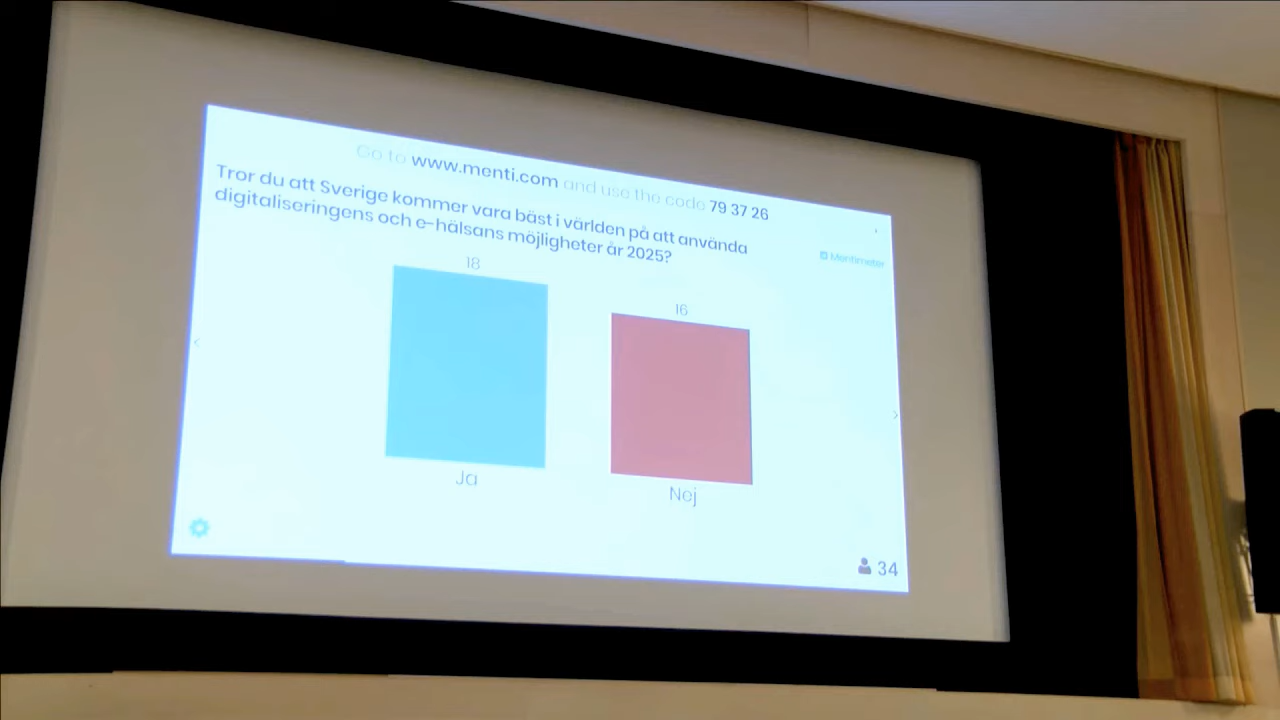 Go to www.menti.com and use the code 79 37 26
Tror du att Sverige kommer vara bäst i världen på att använda
digitaliseringens och e-hälsans möjligheter år 2025?
Mentimeter
18
16
Ja
Nej
34